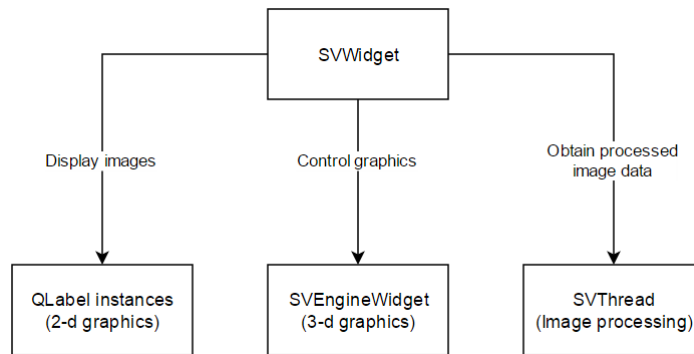 SVWidget
Display images
Control graphics
Obtain processed
image data
QLabel instances
(2-d graphics)
SVEngineWidget
(3-d graphics)
SVThread
(Image processing)